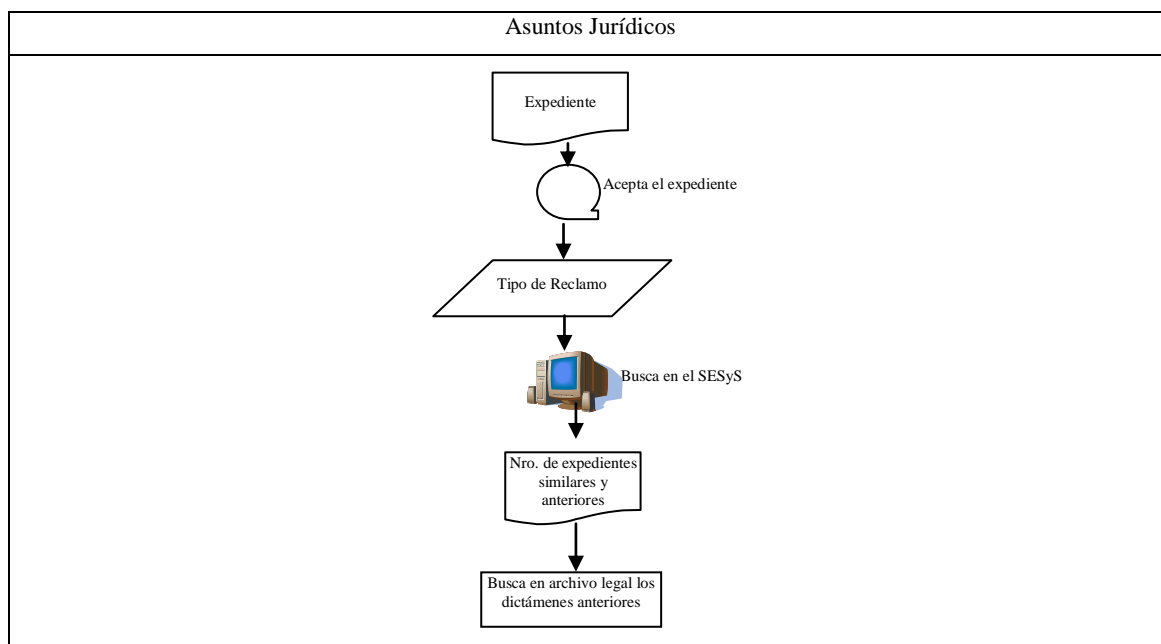 Asuntos Jurídicos
Expediente
Acepta el expediente
Tipo de Reclamo
Busca en el SESyS
Nro. de expedientes
similares y
anteriores
Busca en archivo legal los
dictámenes anteriores